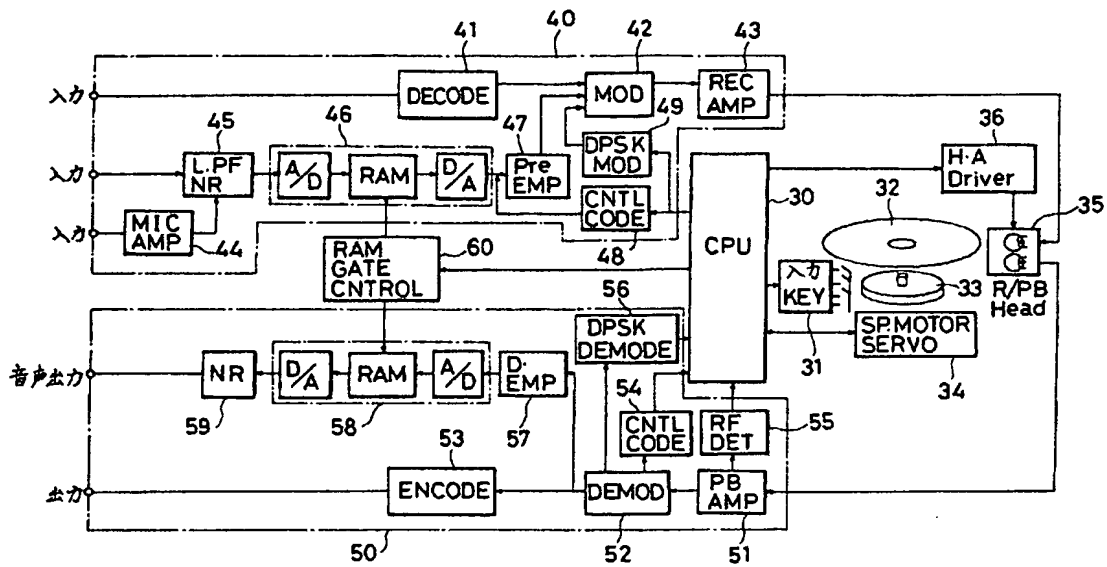 41
40
42
43
入力
DECODE
MOD
REC
AMP
45
46
47
49
36
入力
L.PF
NR
A/D
RAM
D/A
Pre
EMP
DPSK
MOD
H·A
Driver
入力
MIC
AMP
44
CNTL
CODE
48
30
CPU
32
35
R/PB
Head
RAM
GATE
CNTROL
60
入力
KEY
31
33
SP.MOTOR
SERVO
34
56
DPSK
DEMODE
音声出力
NR
59
D/A
RAM
A/D
58
D·
EMP
57
54
CNTL
CODE
RF
DET
55
53
出力
ENCODE
DEMOD
PB
AMP
50
52
51